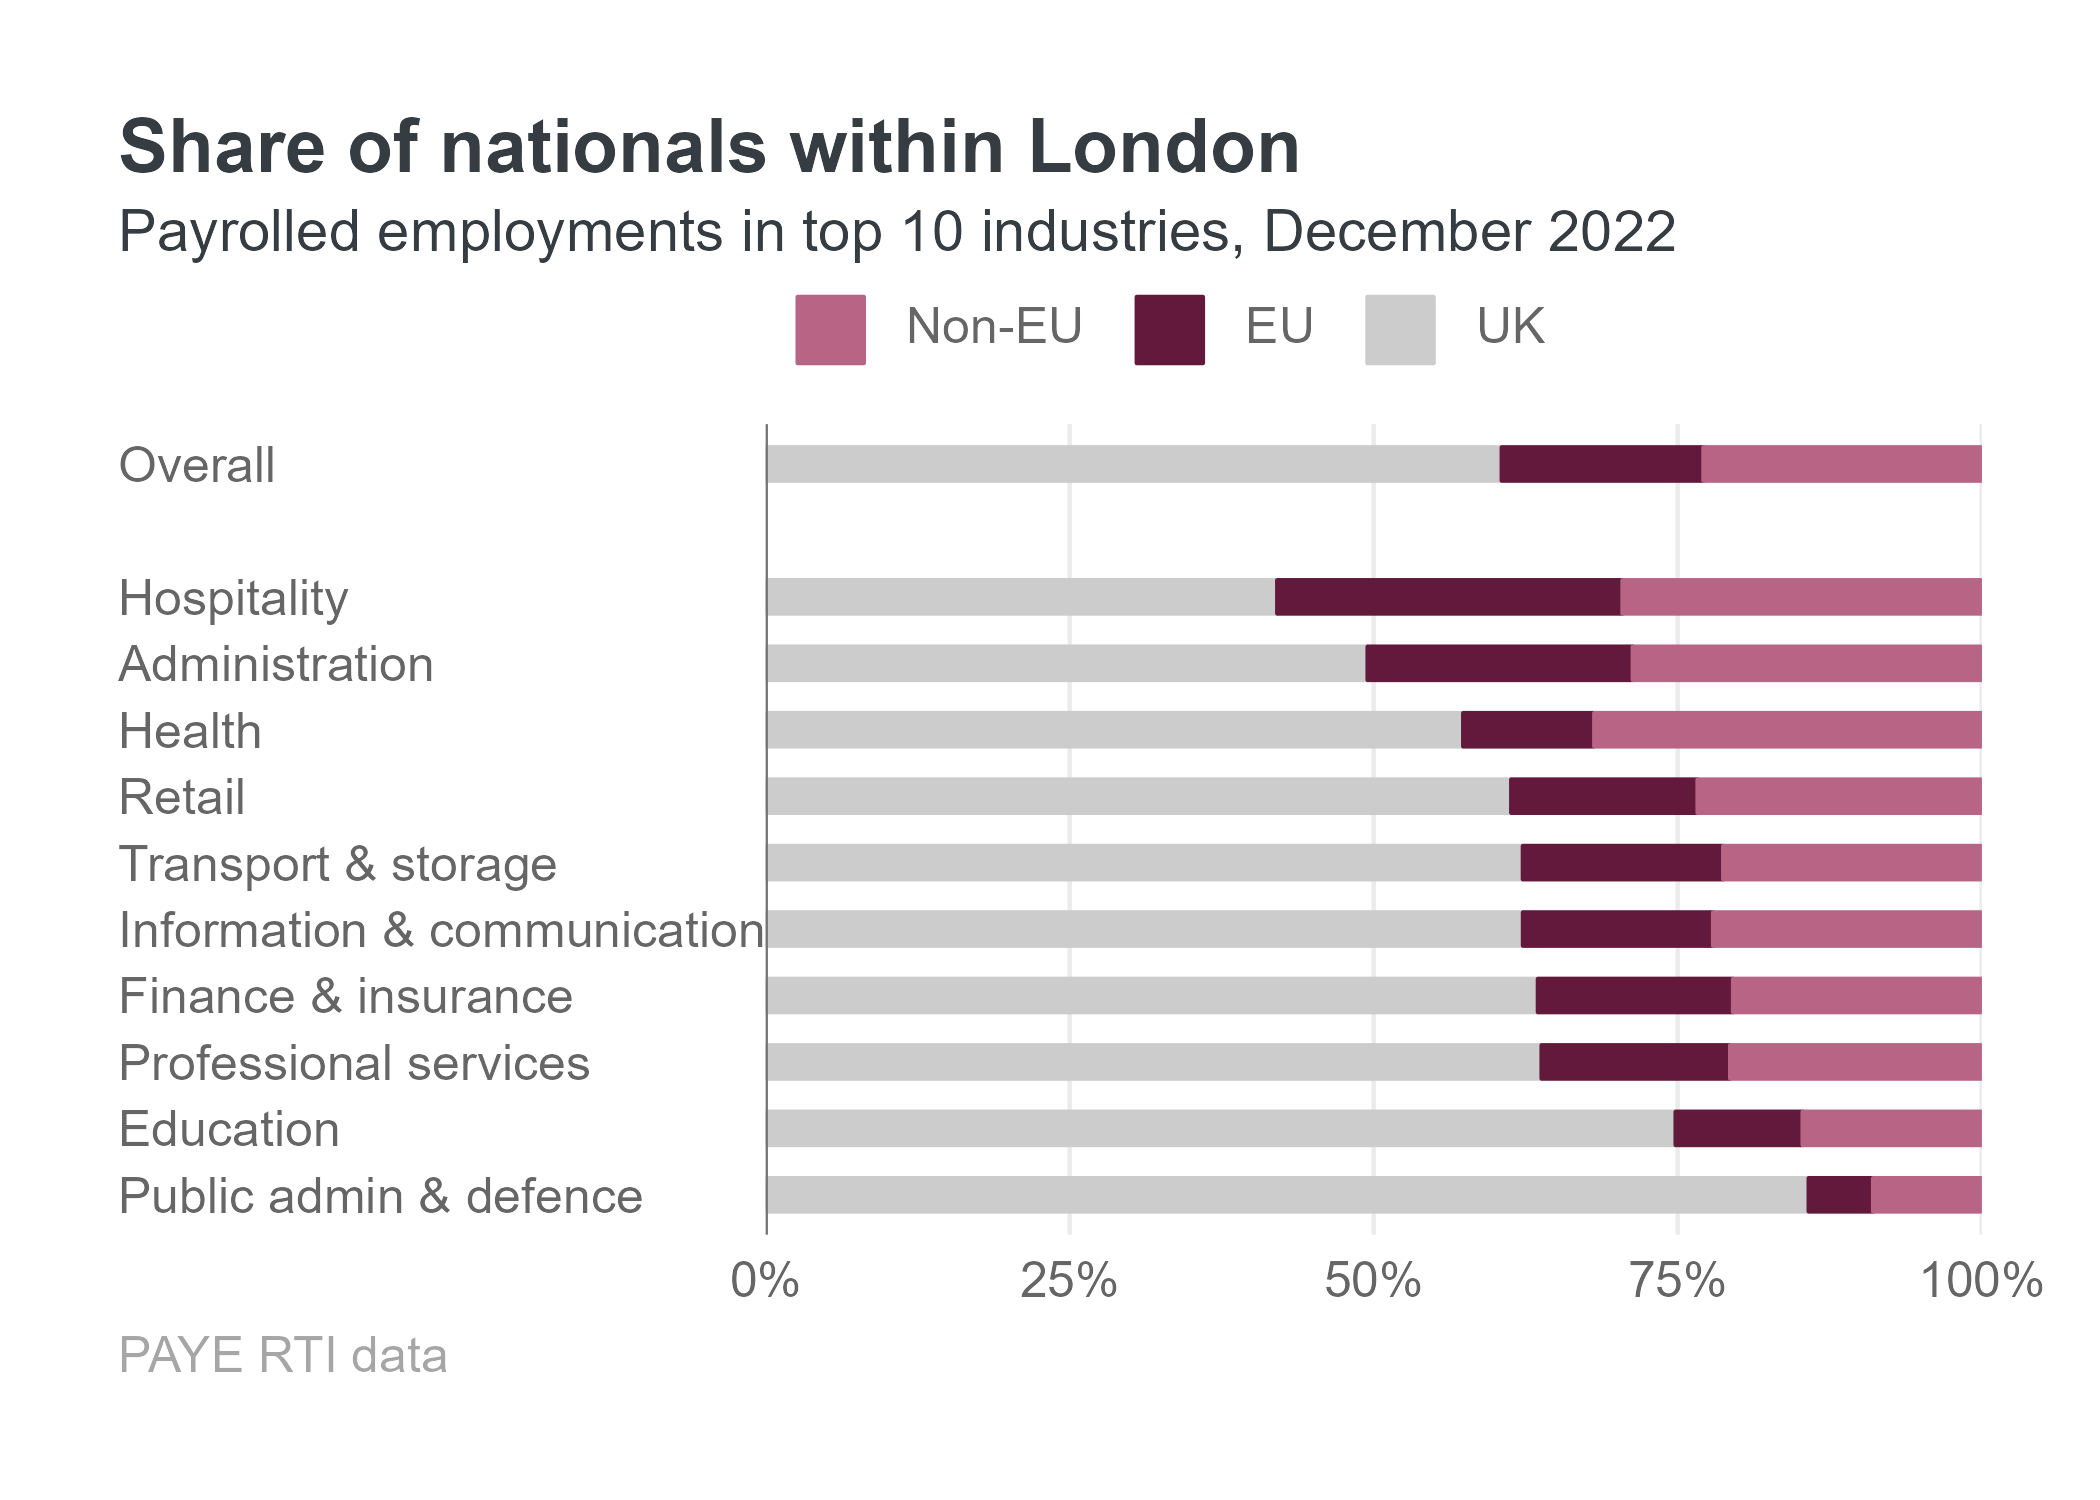 Share of nationals within London
Payrolled employments in top 10 industries, December 2022
Non-EU EU UK
Overall
Hospitality
Administration
Health
Retail
Transport & storage
Information & communication
Finance & insurance
Professional services
Education
Public admin & defence
0% 25% 50% 75% 100%
PAYE RTI data